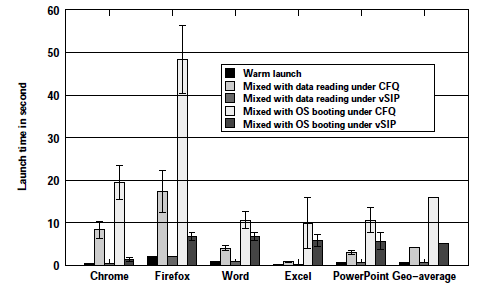 60
50
40
30
20
10
0
Launch time in second
Warm launch
Mixed with data reading under CFQ
Mixed with data reading under vSIP
Mixed with OS booting under CFQ
Mixed with OS booting under vSIP
Chrome Firefox Word Excel PowerPoint Geo-average